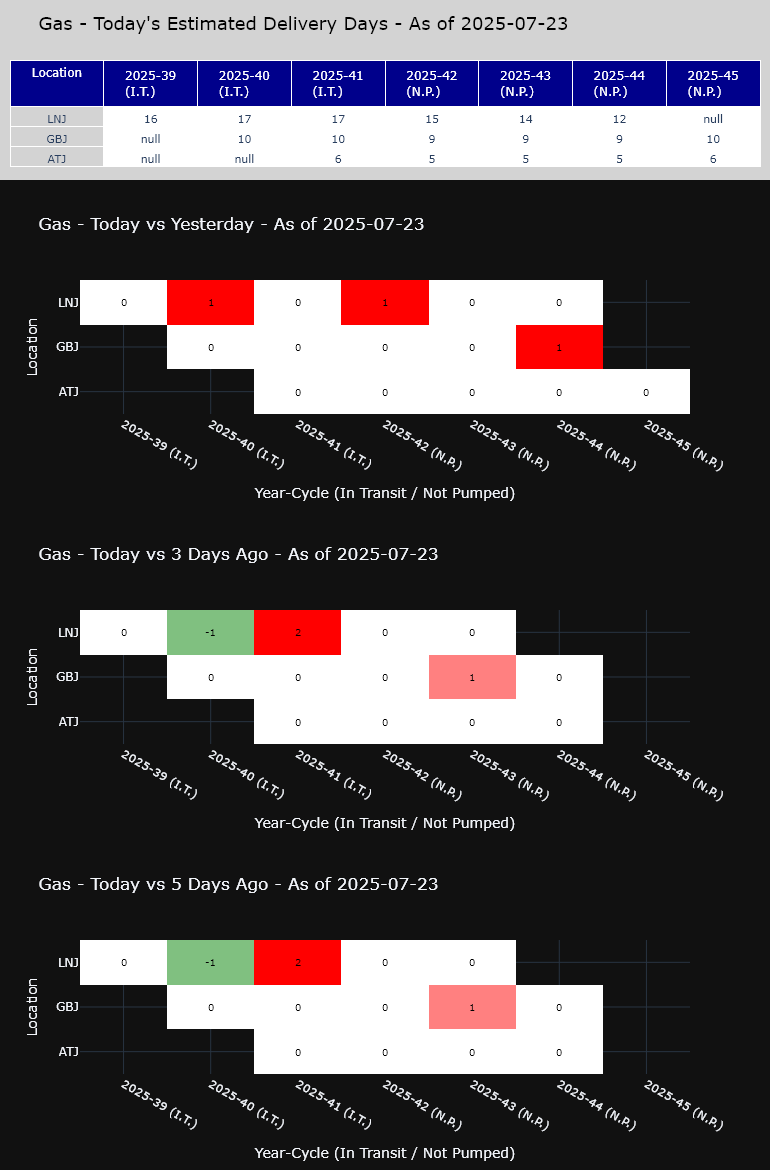 Gas - Today's Estimated Delivery Days - As of 2025-07-23
Location 2025-39 (I.T.) 2025-40 (I.T.) 2025-41 (I.T.) 2025-42 (N.P.) 2025-43 (N.P.) 2025-44 (N.P.) 2025-45 (N.P.)
LNJ 16 17 17 15 14 12 null
GBJ null 10 10 9 9 9 10
ATJ null null 6 5 5 5 6
Gas - Today vs Yesterday - As of 2025-07-23
Location
LNJ 0 1 0 1 0 0
GBJ 0 0 0 0 1
ATJ 0 0 0 0 0
2025-39 (I.T.) 2025-40 (I.T.) 2025-41 (I.T.) 2025-42 (N.P.) 2025-43 (N.P.) 2025-44 (N.P.) 2025-45 (N.P.)
Year-Cycle (In Transit / Not Pumped)
Gas - Today vs 3 Days Ago - As of 2025-07-23
Location
LNJ 0 -1 2 0 0
GBJ 0 0 0 1 0
ATJ 0 0 0 0
2025-39 (I.T.) 2025-40 (I.T.) 2025-41 (I.T.) 2025-42 (N.P.) 2025-43 (N.P.) 2025-44 (N.P.) 2025-45 (N.P.)
Year-Cycle (In Transit / Not Pumped)
Gas - Today vs 5 Days Ago - As of 2025-07-23
Location
LNJ 0 -1 2 0 0
GBJ 0 0 0 1 0
ATJ 0 0 0 0
2025-39 (I.T.) 2025-40 (I.T.) 2025-41 (I.T.) 2025-42 (N.P.) 2025-43 (N.P.) 2025-44 (N.P.) 2025-45 (N.P.)
Year-Cycle (In Transit / Not Pumped)